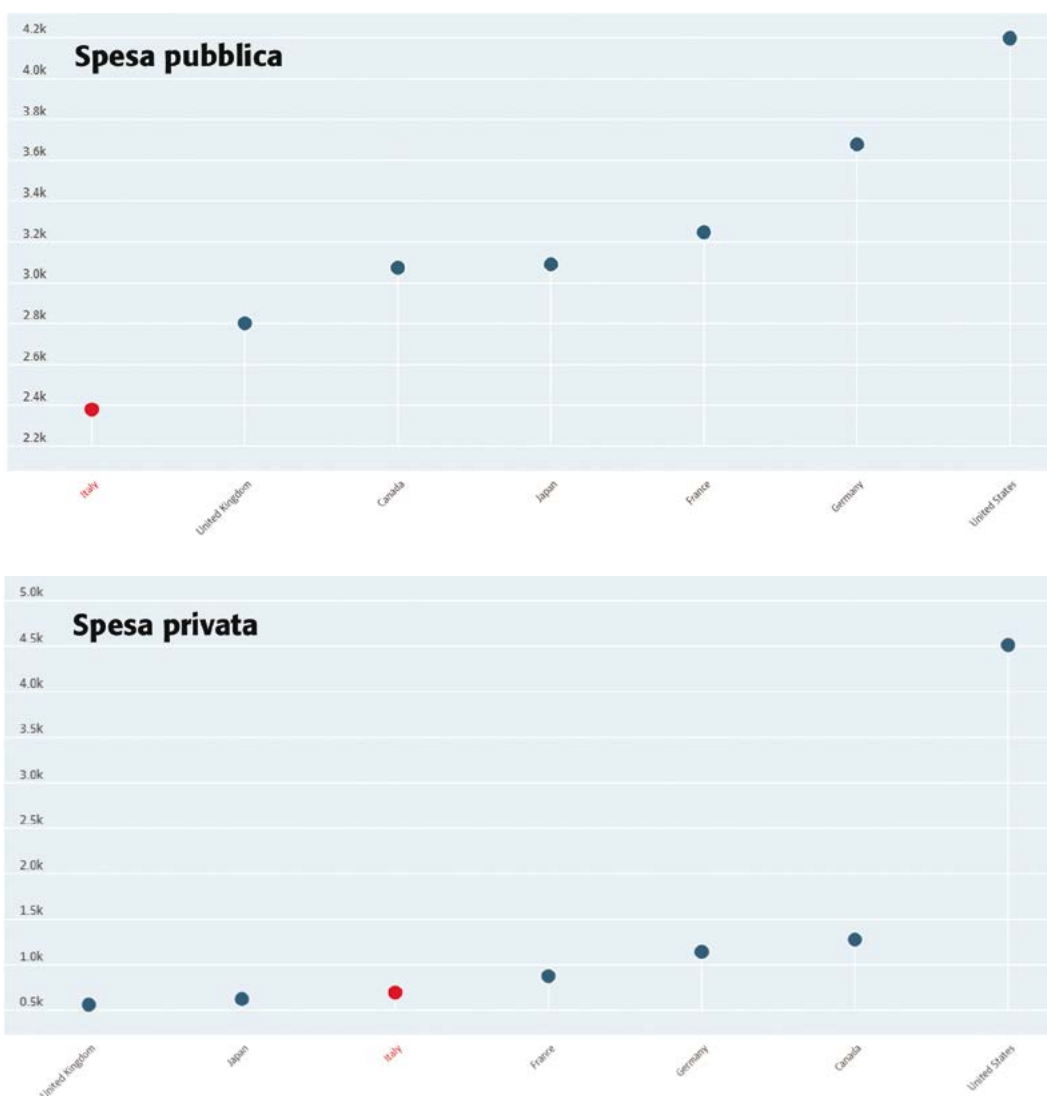 4.2k
Spesa pubblica
4.0k
3.8k
3.6k
3.4k
3.2k
3.0k
2.8k
2.6k
2.4k
2.2k
Italy
United Kingdom
Canada
Japan
France
Germany
United States
5.0k
Spesa privata
4.5k
4.0k
3.5k
3.0k
2.5k
2.0k
1.5k
1.0k
0.5k
United Kingdom
Japan
Italy
France
Germany
Canada
United States